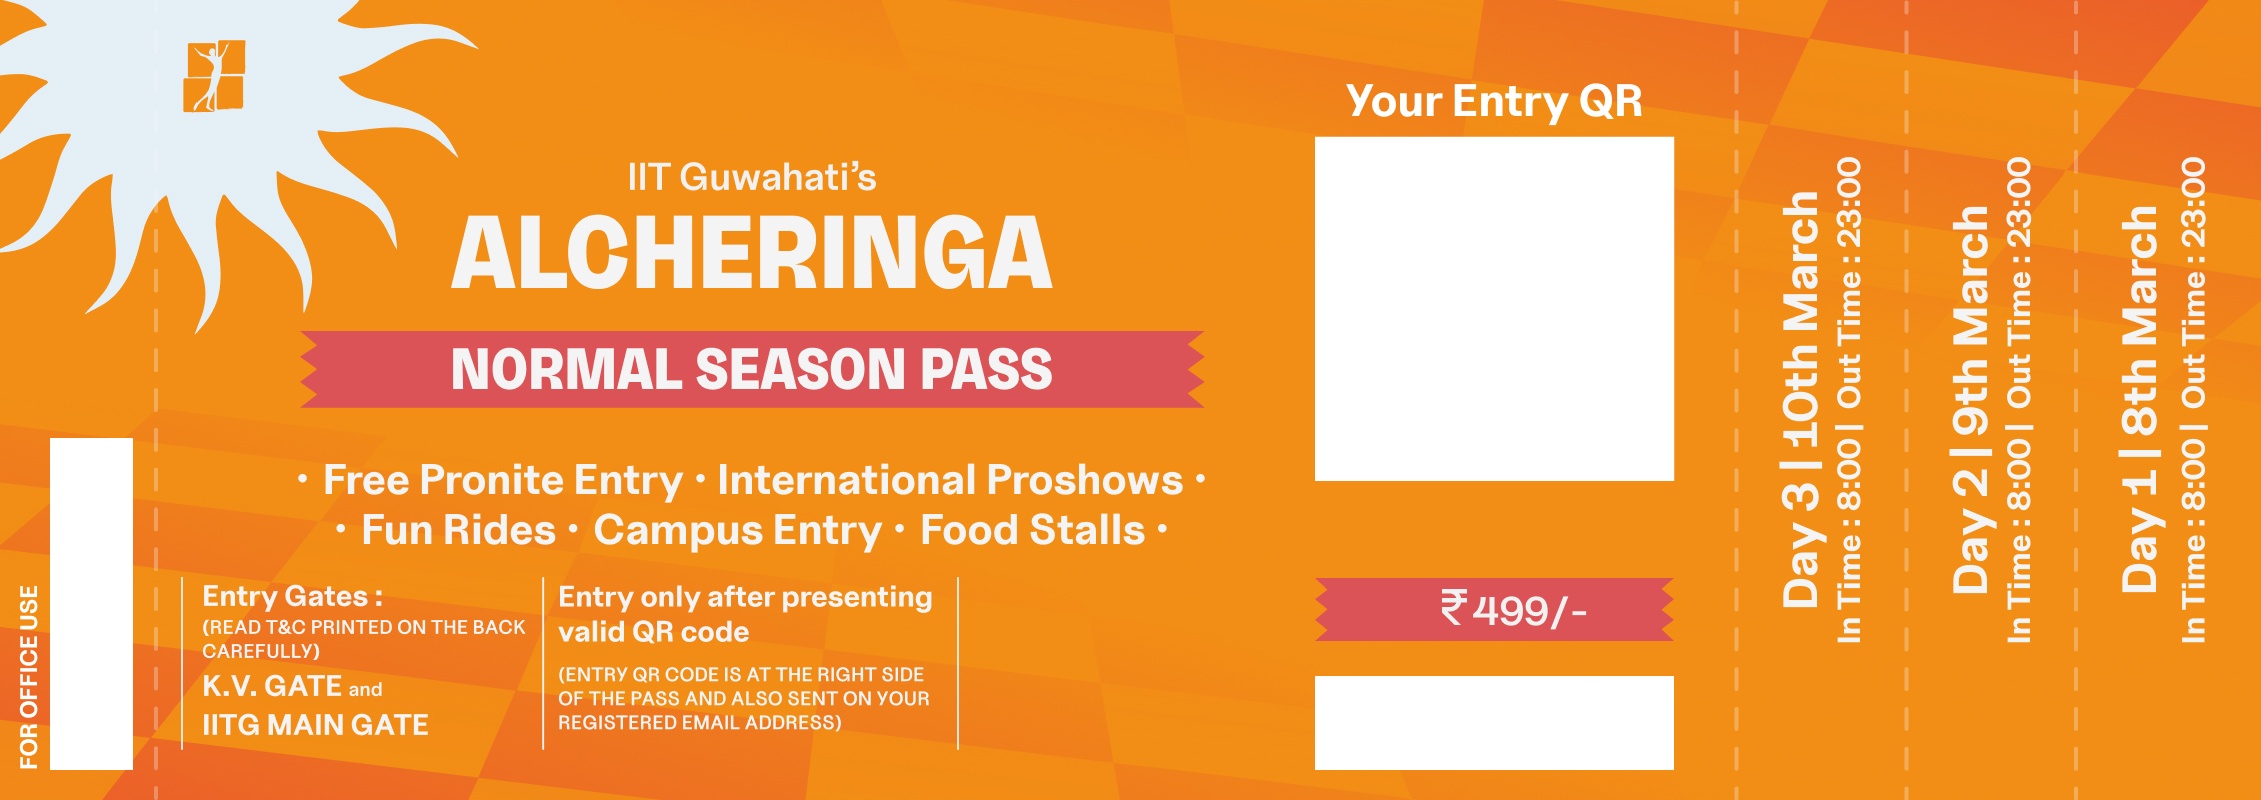 IIT Guwahati's
ALCHERINGA
NORMAL SEASON PASS
• Free Pronite Entry • International Proshows •
• Fun Rides • Campus Entry • Food Stalls •
FOR OFFICE USE
Entry Gates :
(READ T&C PRINTED ON THE BACK
CAREFULLY)
K.V. GATE and
IITG MAIN GATE
Entry only after presenting
valid QR code
(ENTRY QR CODE IS AT THE RIGHT SIDE
OF THE PASS AND ALSO SENT ON YOUR
REGISTERED EMAIL ADDRESS)
Your Entry QR
₹499/-
Day 3 | 10th March
In Time : 8:00 | Out Time : 23:00
Day 2 | 9th March
In Time : 8:00 | Out Time : 23:00
Day 1 | 8th March
In Time : 8:00 | Out Time : 23:00